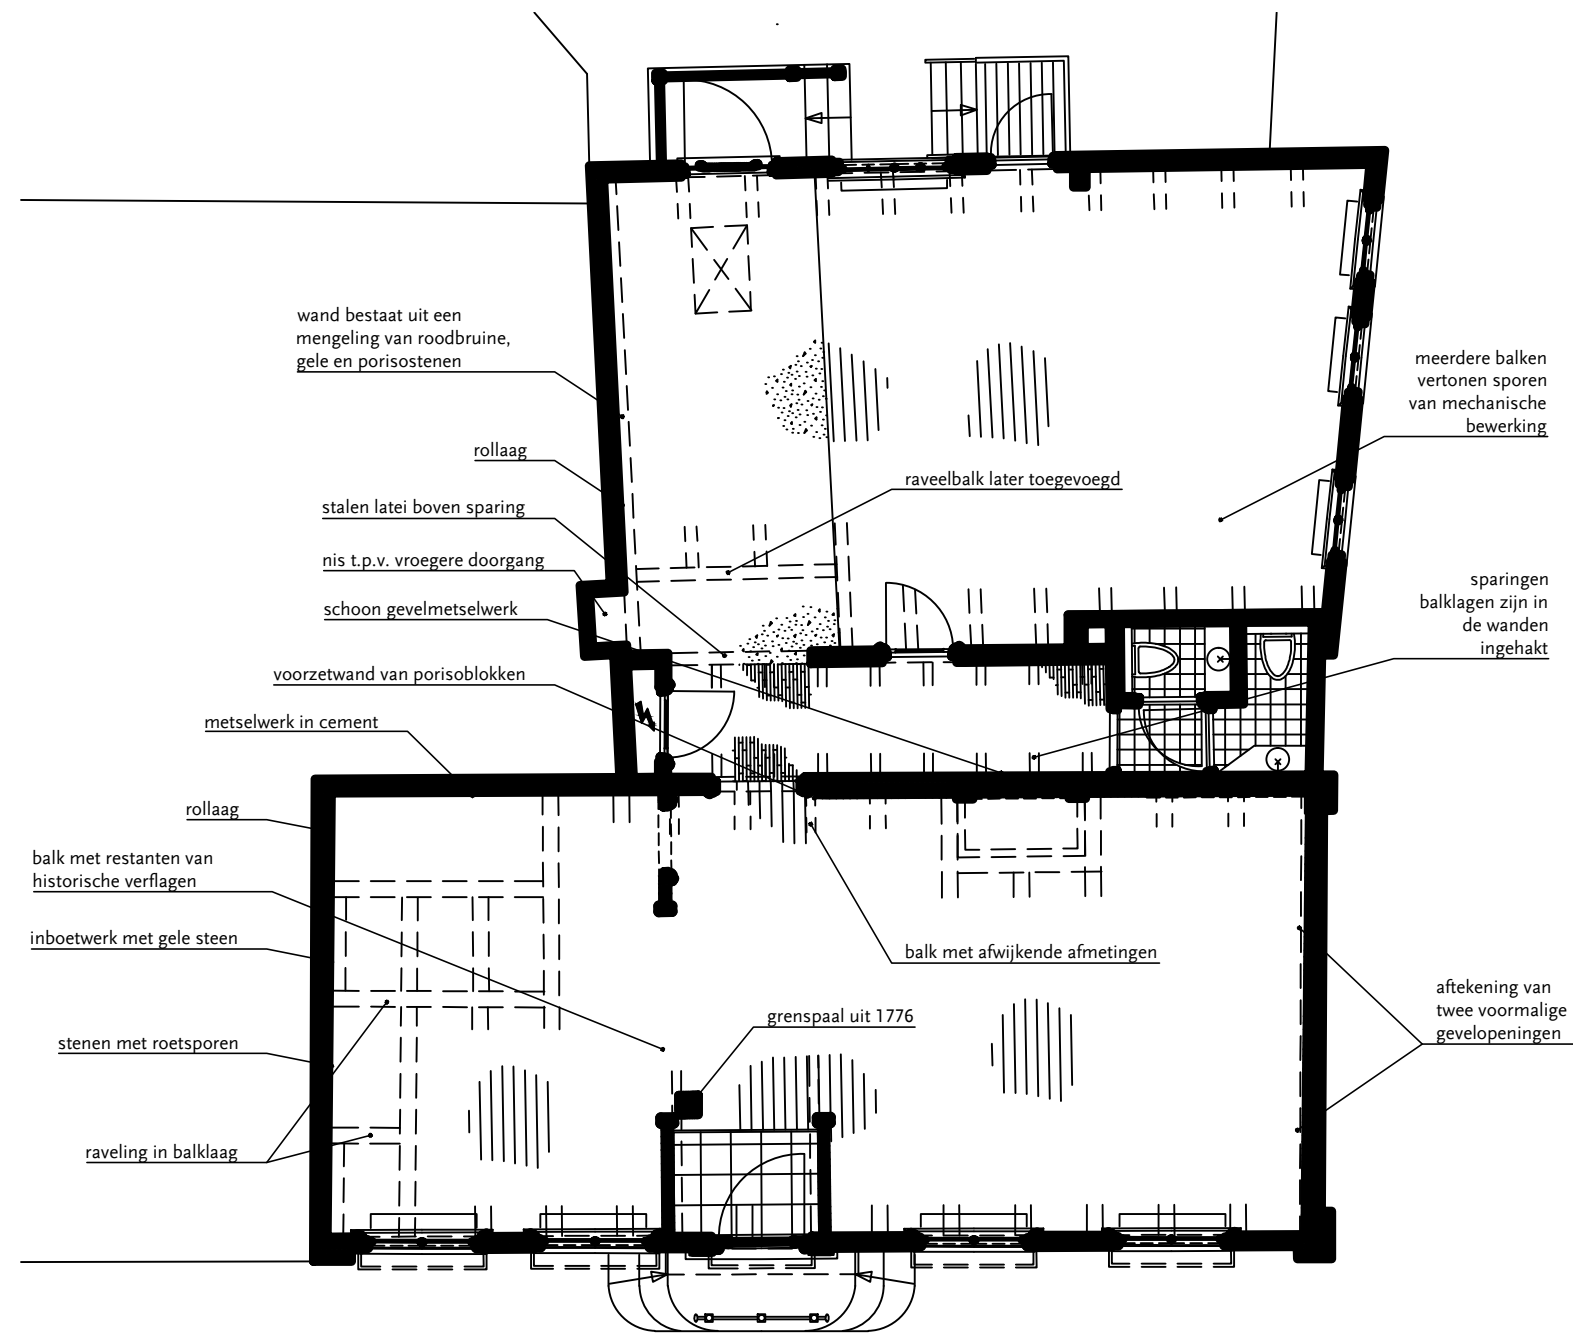 wand bestaat uit een
mengeling van roodbruine,
gele en porisostenen
rollaag
stalen latei boven sparing
nis t.p.v. vroegere doorgang
schoon gevelmetselwerk
voorzetwand van porisoblokken
metselwerk in cement
rollaag
balk met restanten van
historische verflagen
inboetwerk met gele steen
stenen met roetsporen
raveling in balklaag
raveelbalk later toegevoegd
balk met afwijkende afmetingen
grenspaal uit 1776
meerdere balken
vertonen sporen
van mechanische
bewerking
sparingen
balklagen zijn in
de wanden
ingehakt
aftekening van
twee voormalige
gevelopeningen